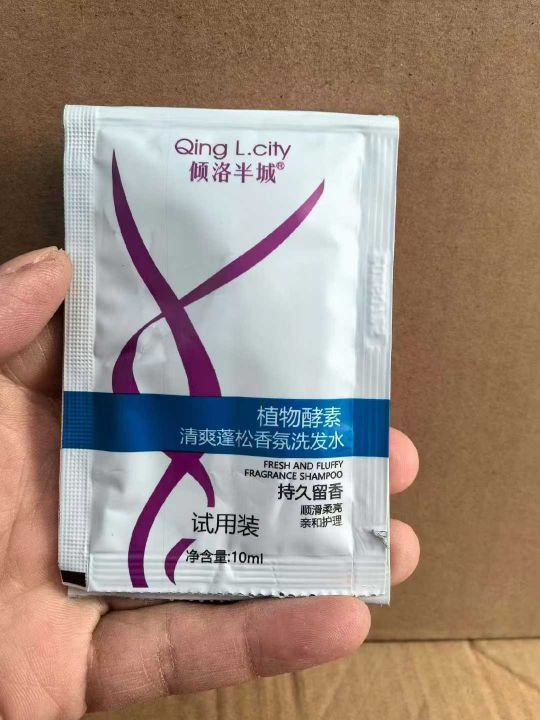 Qing L.city
倾洛半城®
植物酵素
清爽蓬松香氛洗发水
FRESH AND FLUFFY
FRAGRANCE SHAMPOO
持久留香
顺滑柔亮
亲和护理
试用装
净含量:10ml